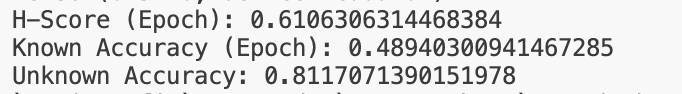 H-Score (Epoch): 0.6106306314468384
Known Accuracy (Epoch): 0.48940300941467285
Unknown Accuracy: 0.8117071390151978